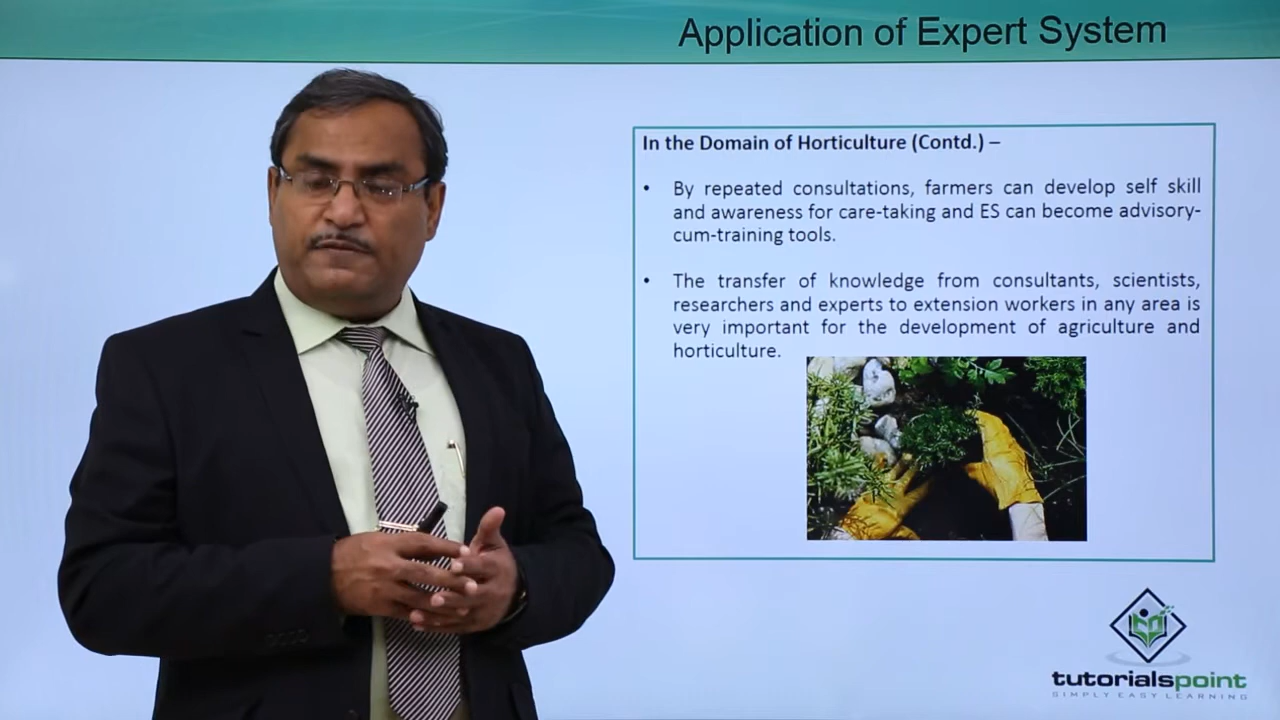 Application of Expert System
In the Domain of Horticulture (Contd.) –
• By repeated consultations, farmers can develop self skill
and awareness for care-taking and ES can become advisory-
cum-training tools.
• The transfer of knowledge from consultants, scientists,
researchers and experts to extension workers in any area is
very important for the development of agriculture and
horticulture.
tutorialspoint
SIMPLY EASY LEARNING